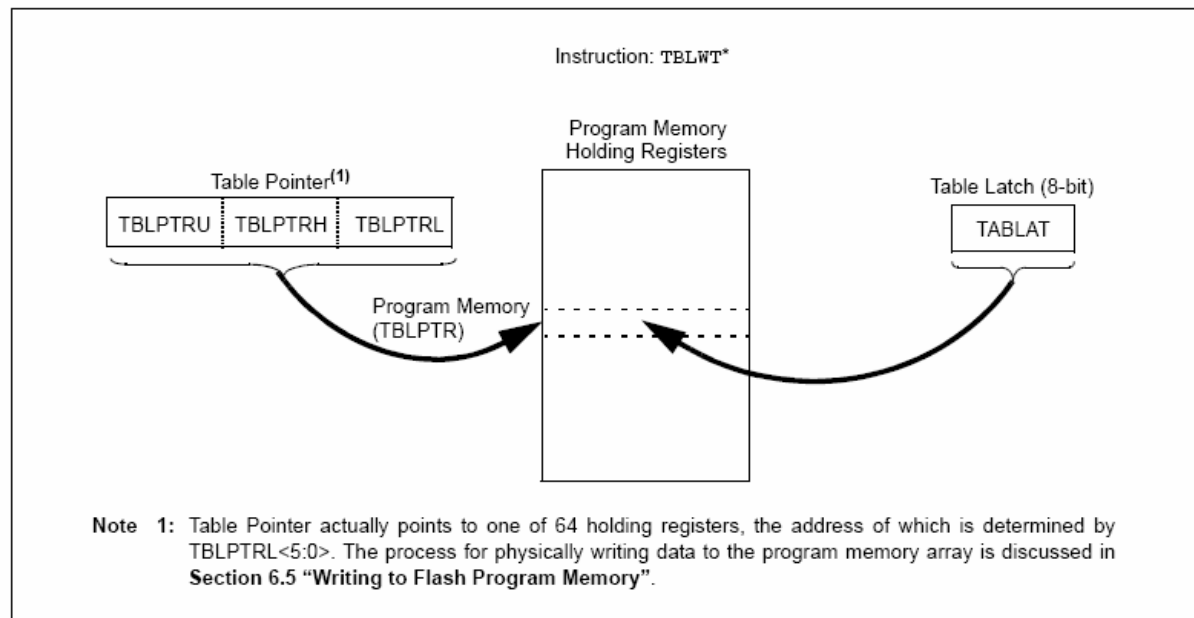 Instruction: TBLWT*
Program Memory
Holding Registers
Table Pointer(1)
Table Latch (8-bit)
TBLPTRU TBLPTRH TBLPTRL
TABLAT
Program Memory
(TBLPTR)
Note 1: Table Pointer actually points to one of 64 holding registers, the address of which is determined by
TBLPTRL<5:0>. The process for physically writing data to the program memory array is discussed in
Section 6.5 “Writing to Flash Program Memory”.